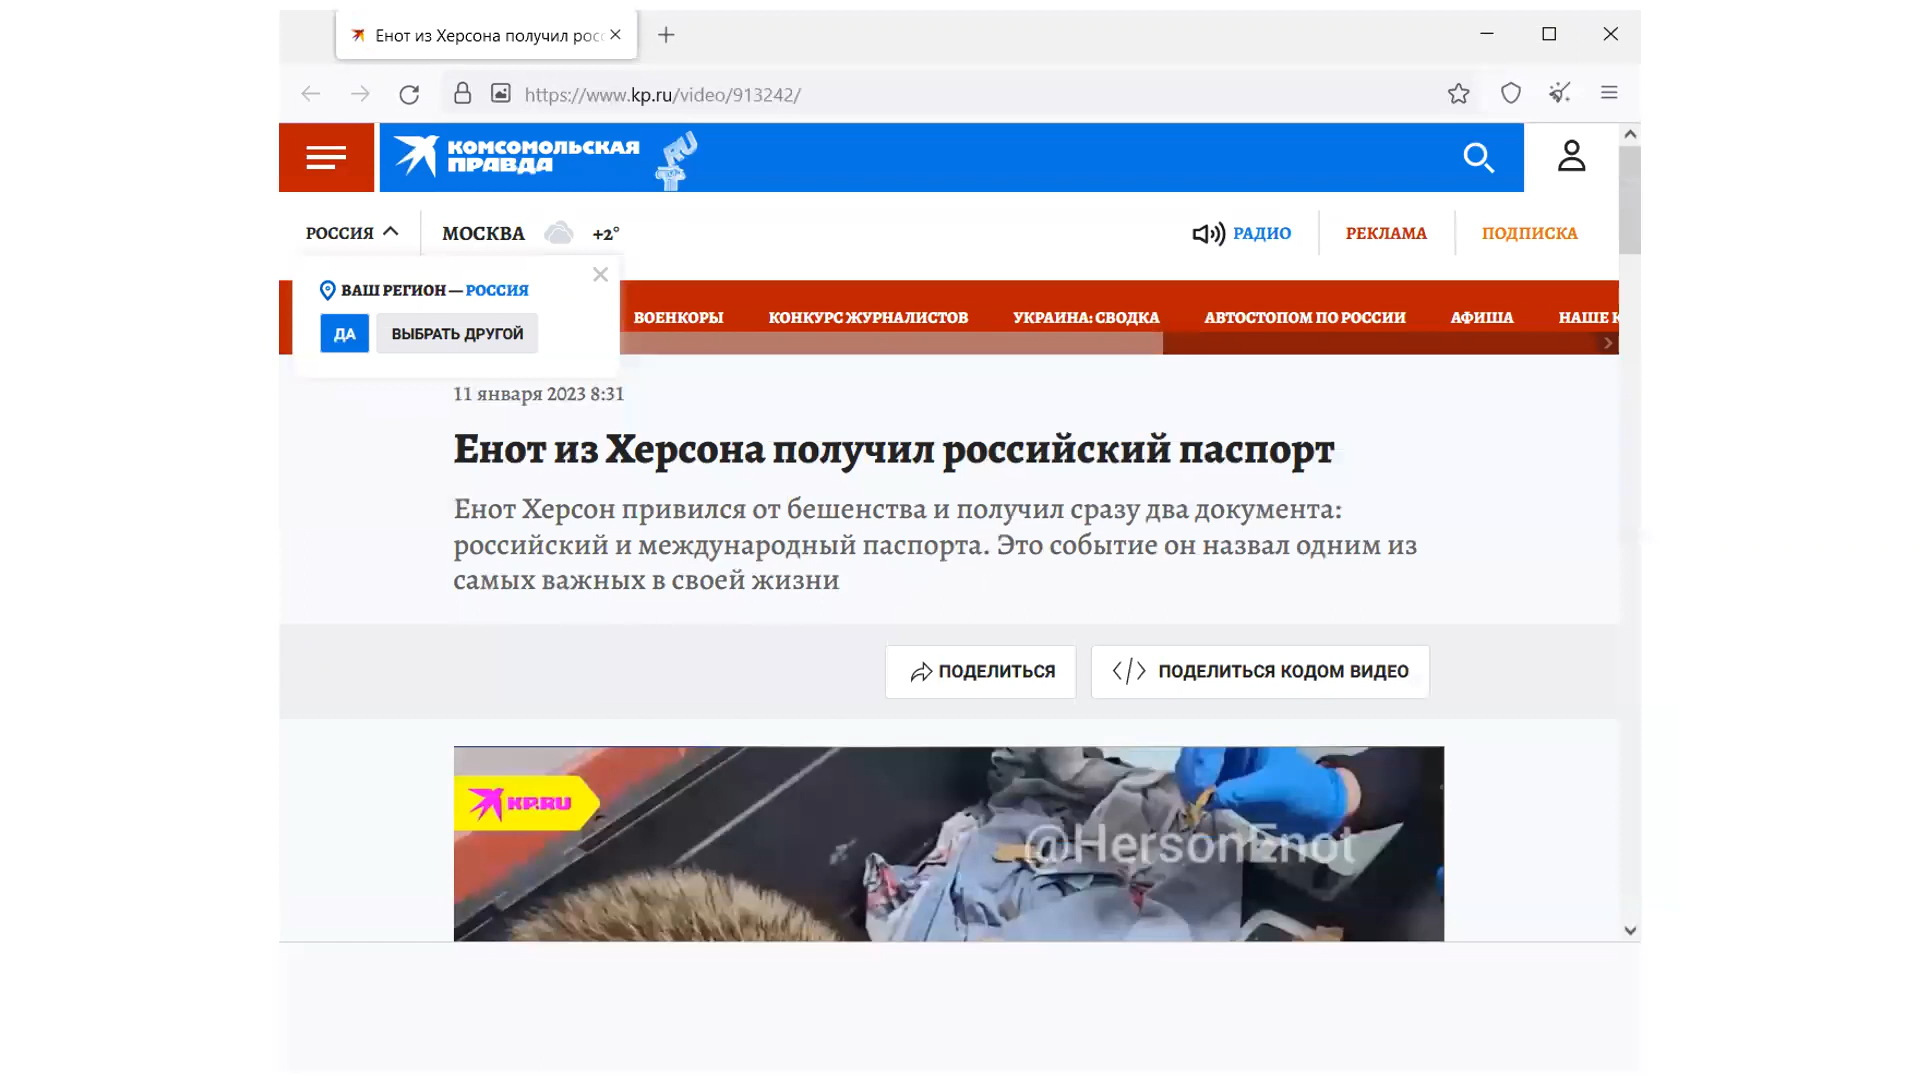 Енот из Херсона получил рос
https://www.kp.ru/video/913242/
КОМСОМОЛЬСКАЯ
ПРАВДА
RU
РОССИЯ
МОСКВА
+2°
РАДИО
РЕКЛАМА
ПОДПИСКА
ВАШ РЕГИОН — РОССИЯ
ДА
ВЫБРАТЬ ДРУГОЙ
ВОЕНКОРЫ
КОНКУРС ЖУРНАЛИСТОВ
УКРАИНА: СВОДКА
АВТОСТОПОМ ПО РОССИИ
АФИША
НАШЕ К
11 января 2023 8:31
Енот из Херсона получил российский паспорт
Енот Херсон привился от бешенства и получил сразу два документа:
российский и международный паспорта. Это событие он назвал одним из
самых важных в своей жизни
ПОДЕЛИТЬСЯ
</> ПОДЕЛИТЬСЯ КОДОМ ВИДЕО
KP.RU
@HersonEnot